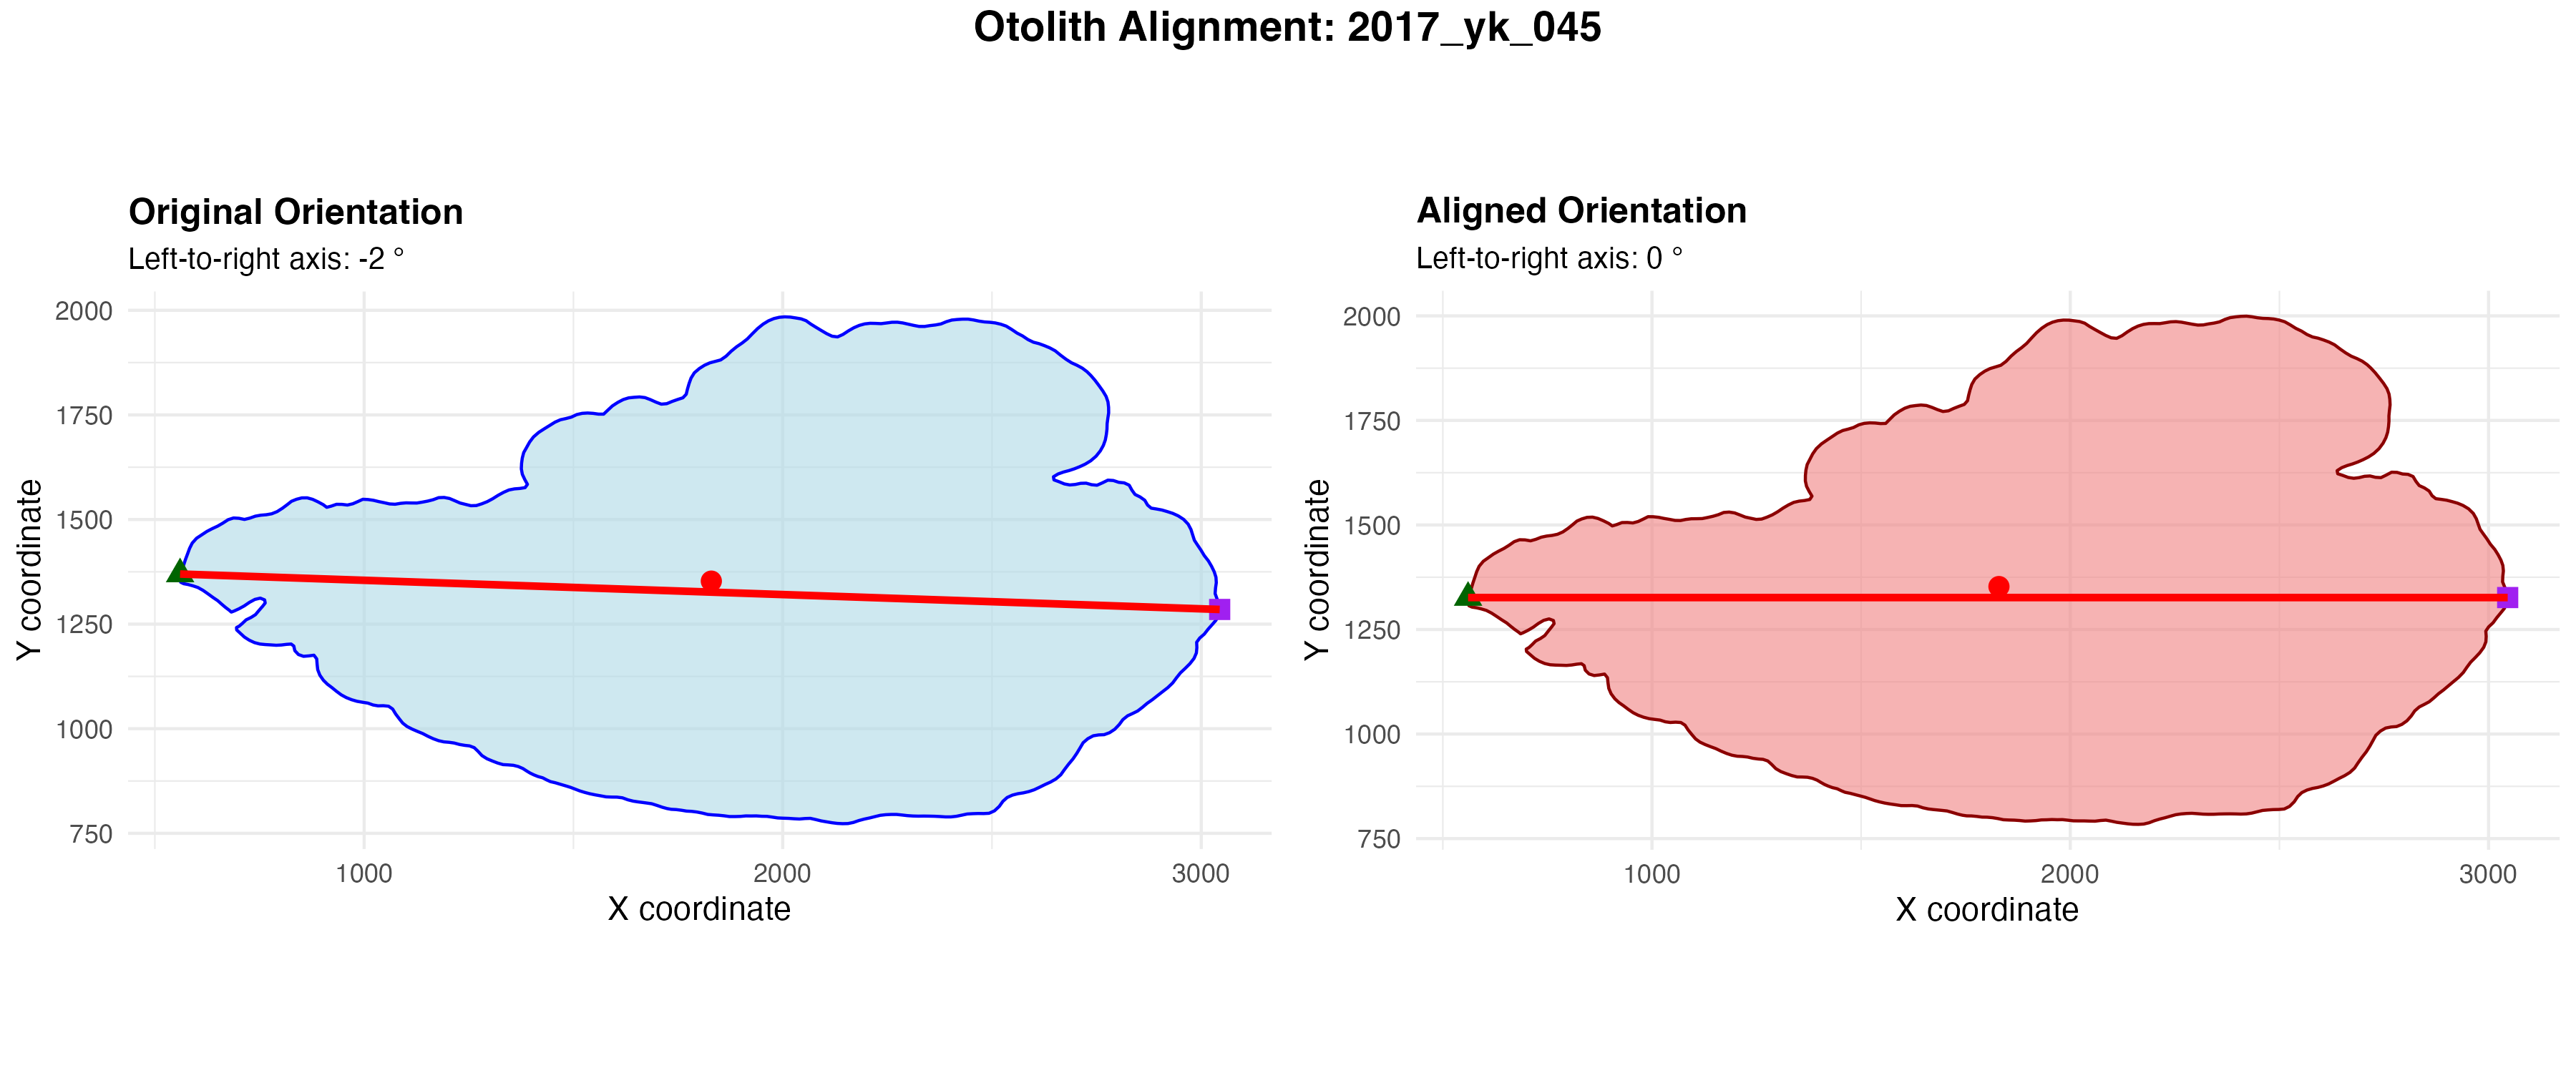 Otolith Alignment: 2017_yk_045
Original Orientation
Left-to-right axis: -2 °
2000
1750
1500
1250
1000
750
Y coordinate
1000 2000 3000
X coordinate
Aligned Orientation
Left-to-right axis: 0 °
2000
1750
1500
1250
1000
750
Y coordinate
1000 2000 3000
X coordinate